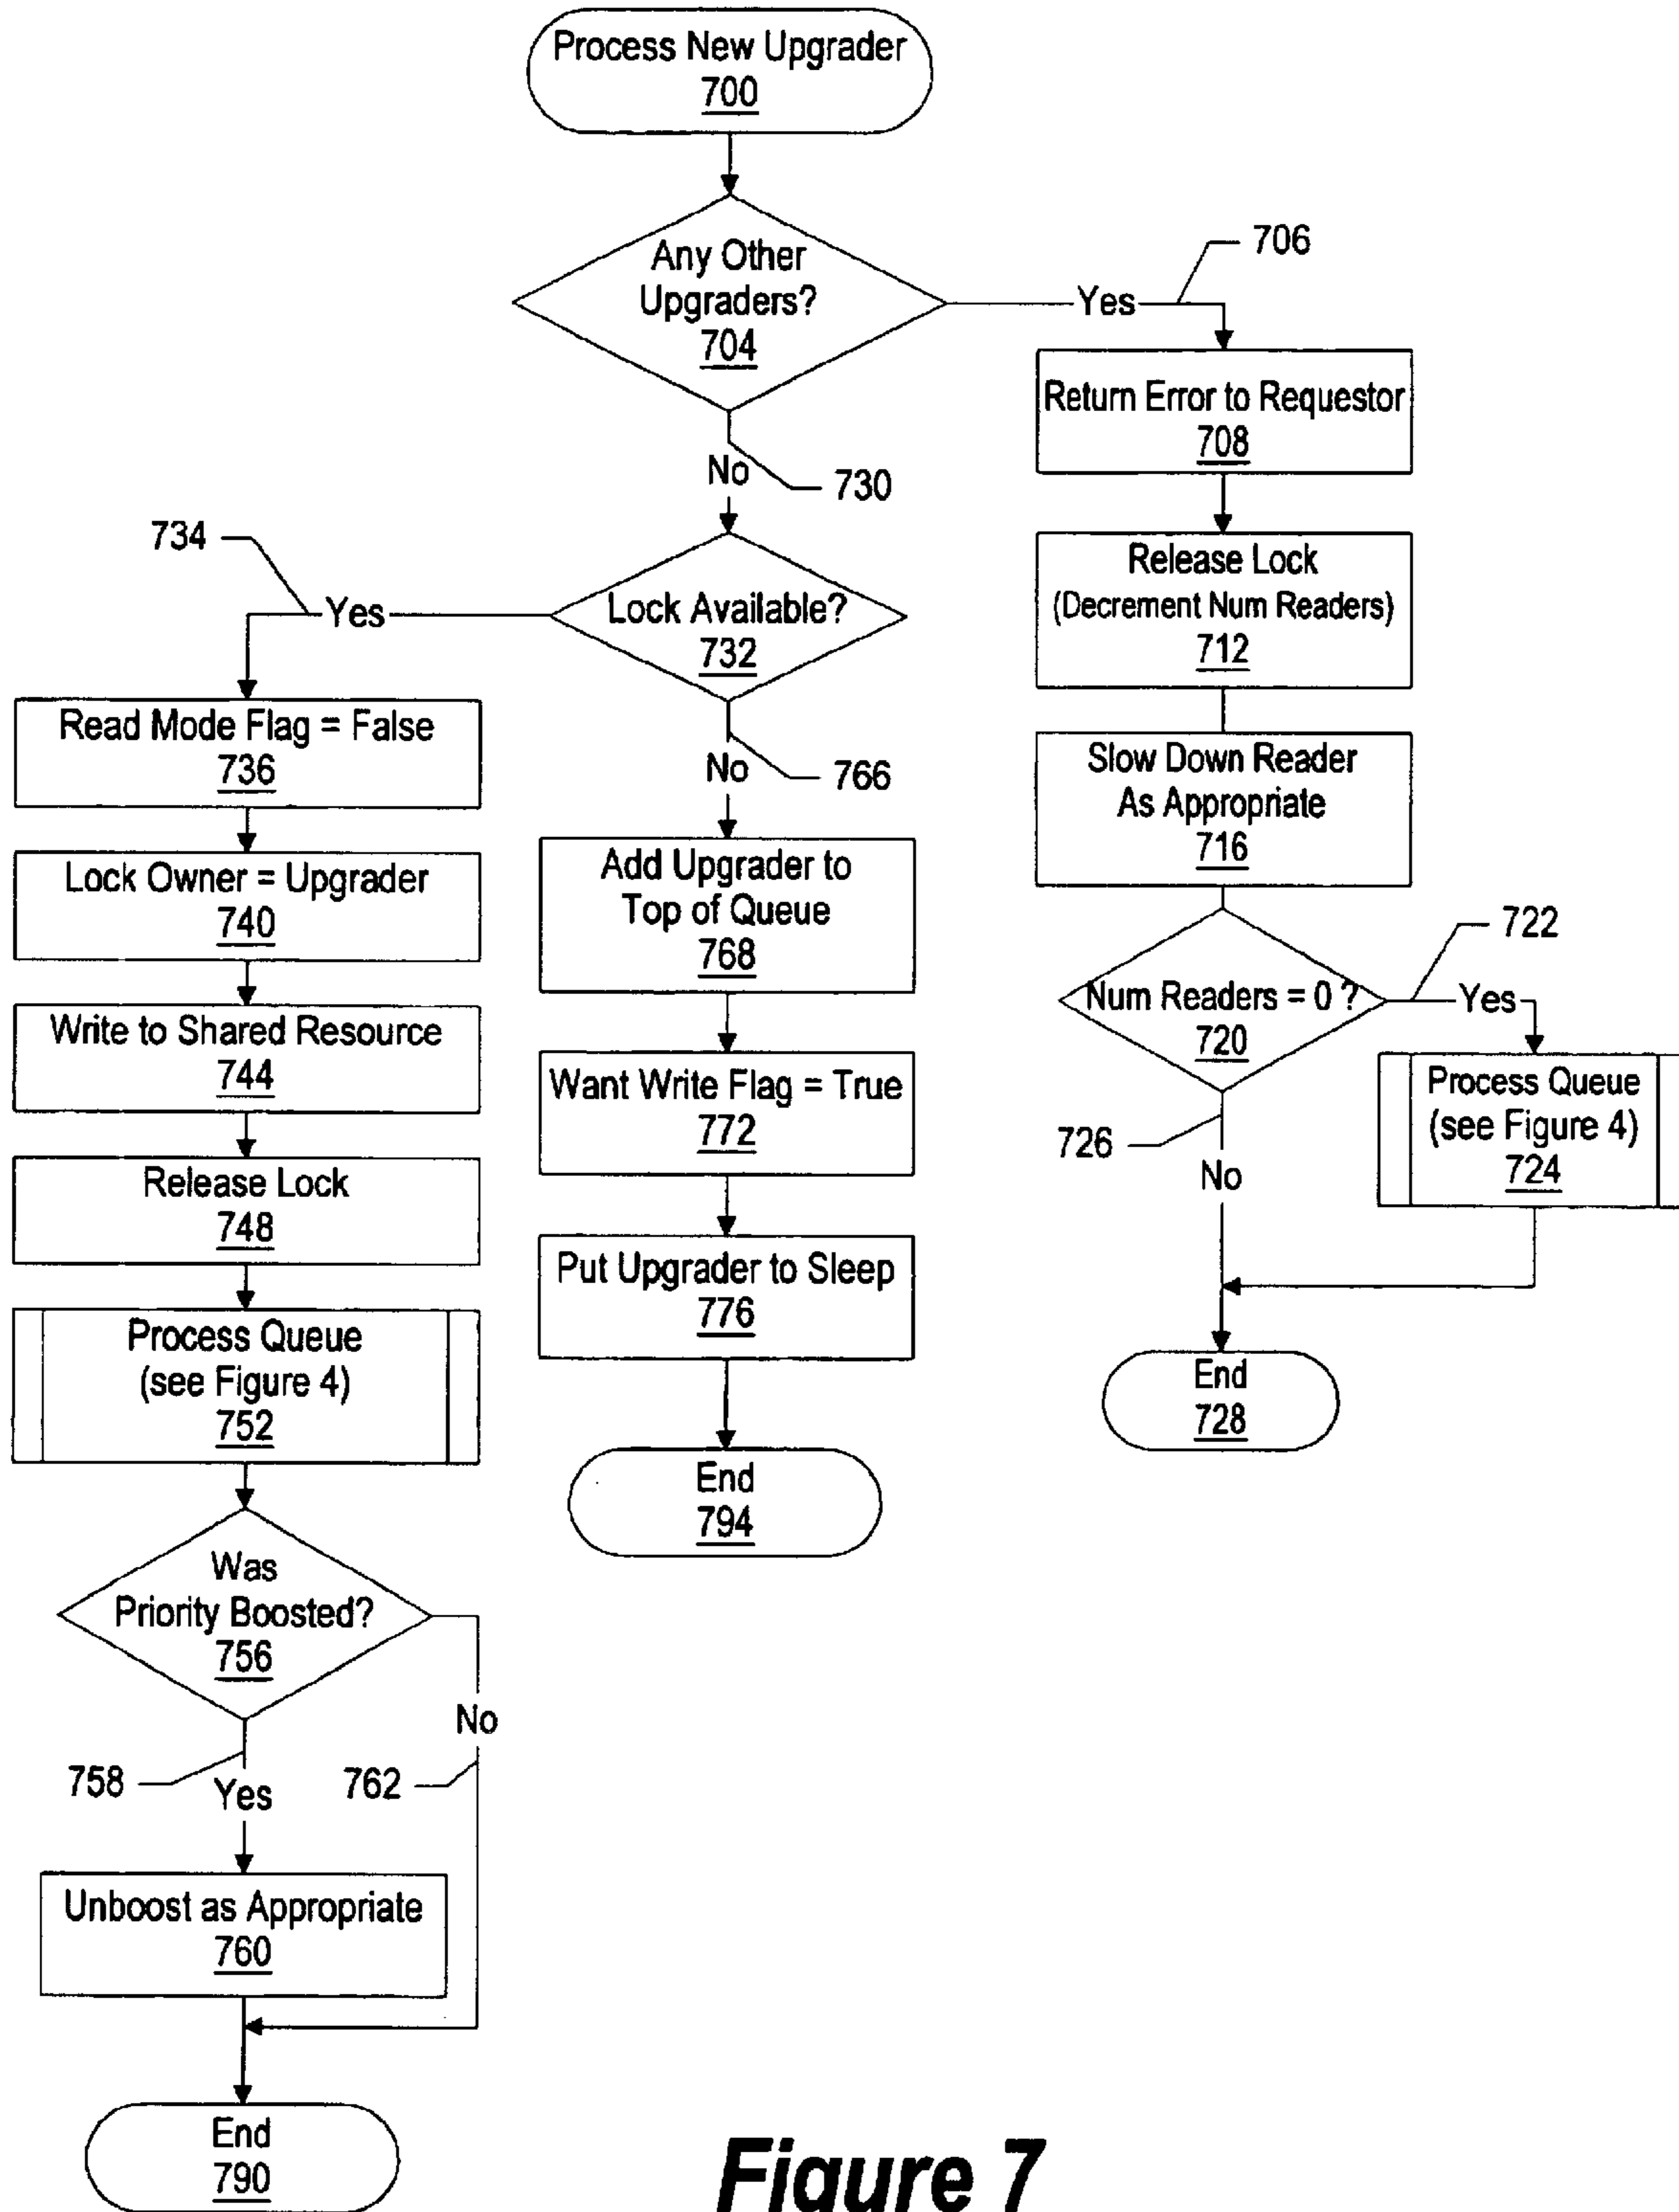 Process New Upgrader
700
Any Other
Upgraders?
704
Yes
706
Return Error to Requestor
708
Release Lock
(Decrement Num Readers)
712
Slow Down Reader
As Appropriate
716
Num Readers = 0 ?
720
722
Yes
Process Queue
(see Figure 4)
724
726
No
End
728
No
730
Lock Available?
732
734
Yes
Read Mode Flag = False
736
Lock Owner = Upgrader
740
Write to Shared Resource
744
Release Lock
748
Process Queue
(see Figure 4)
752
Was
Priority Boosted?
756
758
Yes
No
762
Unboost as Appropriate
760
End
790
No
766
Add Upgrader to
Top of Queue
768
Want Write Flag = True
772
Put Upgrader to Sleep
776
End
794
Figure 7